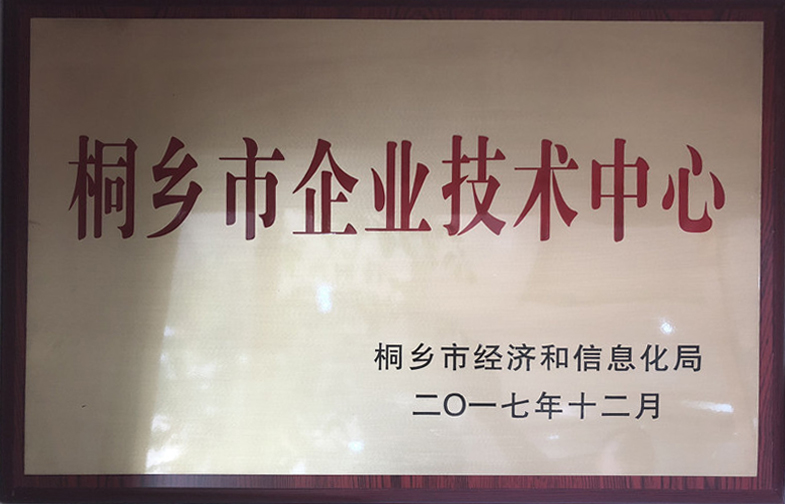 桐乡市企业技术中心
桐乡市经济和信息化局
二〇一七年十二月